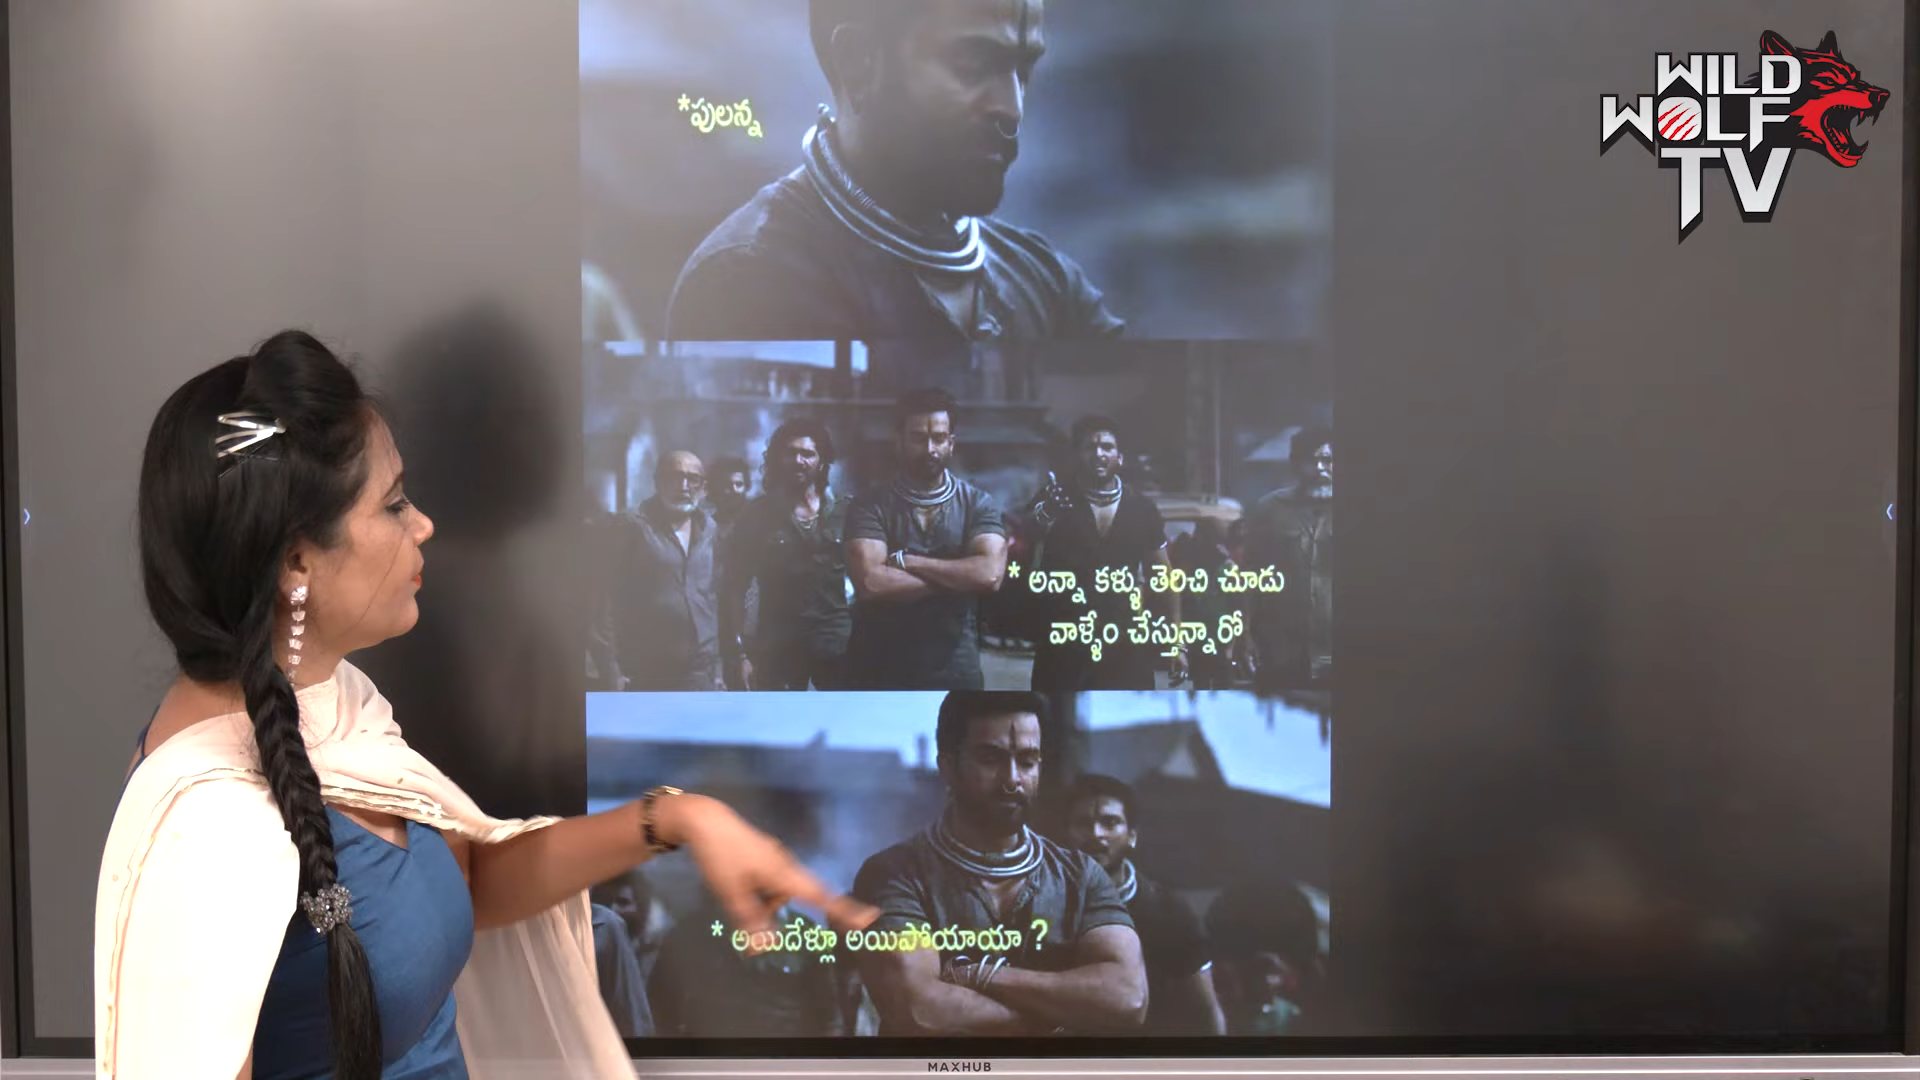 WILD
WOLF
TV
*పులన్న
* అన్నా కళ్ళు తెరిచి చూడు
వాళ్ళేం చేస్తున్నారో
* అయిదేళ్లూ అయిపోయాయా ?
MAXHUB